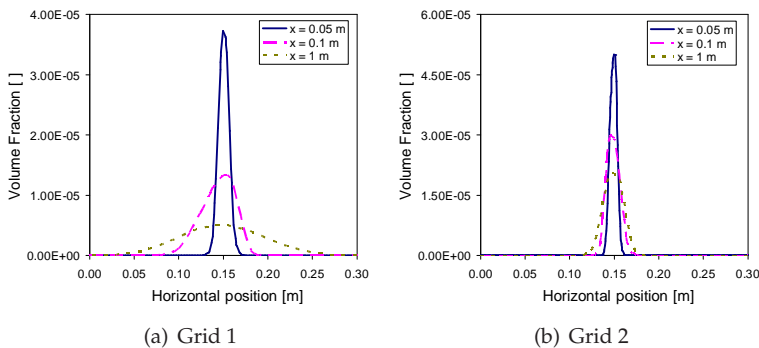 x = 0.05 m
x = 0.1 m
x = 1 m
4.00E-05
3.00E-05
2.00E-05
1.00E-05
0.00E+00
Volume Fraction [ ]
0.00 0.05 0.10 0.15 0.20 0.25 0.30
Horizontal position [m]
(a) Grid 1
x = 0.05 m
x = 0.1 m
x = 1 m
6.00E-05
4.50E-05
3.00E-05
1.50E-05
0.00E+00
Volume Fraction [ ]
0.00 0.05 0.10 0.15 0.20 0.25 0.30
Horizontal position [m]
(b) Grid 2